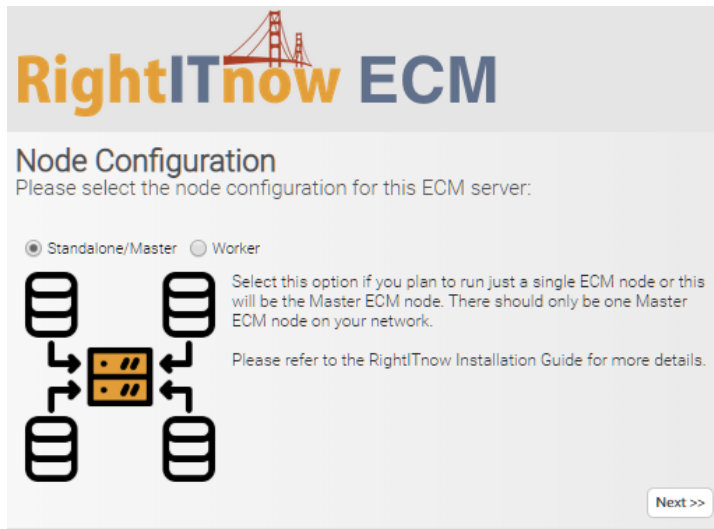 RightITnow ECM
Node Configuration
Please select the node configuration for this ECM server:
Standalone/Master Worker
Select this option if you plan to run just a single ECM node or this
will be the Master ECM node. There should only be one Master
ECM node on your network.
Please refer to the RightITnow Installation Guide for more details.
Next >>